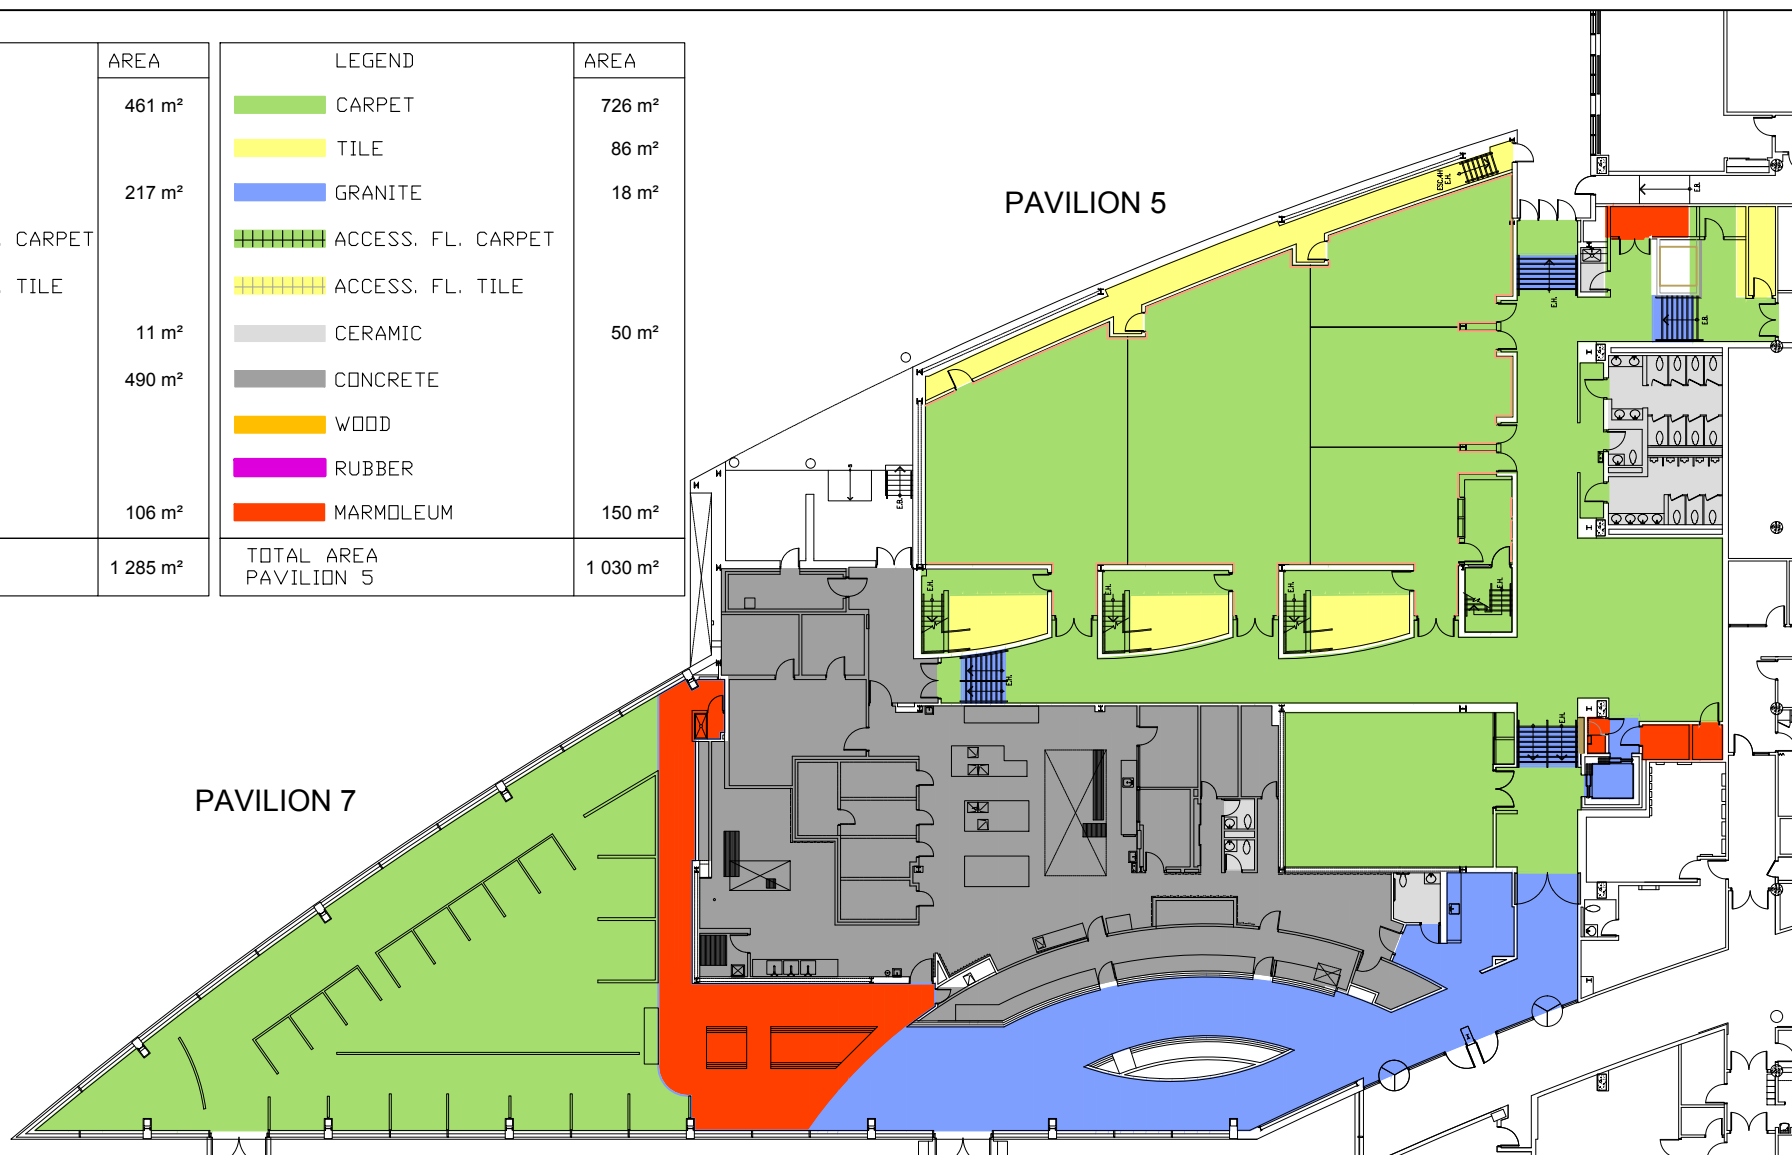 AREA
461 m²
217 m²
. CARPET
. TILE
11 m²
490 m²
106 m²
1 285 m²
LEGEND AREA
CARPET 726 m²
TILE 86 m²
GRANITE 18 m²
ACCESS. FL. CARPET
ACCESS. FL. TILE
CERAMIC 50 m²
CONCRETE
WOOD
RUBBER
MARMOLEUM 150 m²
TOTAL AREA
PAVILION 5 1 030 m²
PAVILION 5
PAVILION 7
E.H.
E.H.
E.B.
E.B.
E.B.
E.H.
E.H.
E.H.
E.H.
E.H.
E.H.